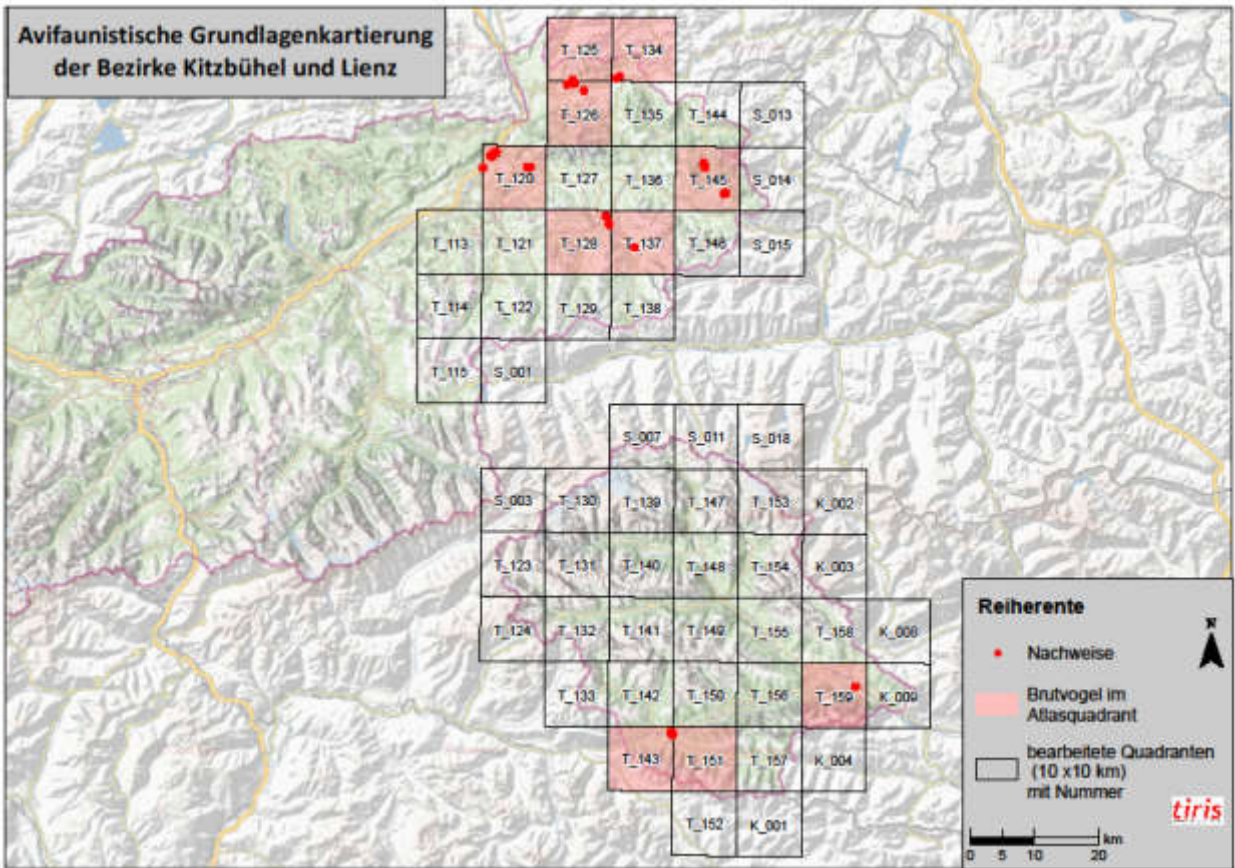 Avifaunistische Grundlagenkartierung
der Bezirke Kitzbühel und Lienz
T_125 T_134
T_126 T_135 T_144 S_013
T_120 T_127 T_136 T_145 S_014
T_113 T_121 T_128 T_137 T_146 S_015
T_114 T_122 T_129 T_138
T_115 S_001
S_007 S_011 S_018
S_003 T_130 T_139 T_147 T_153 K_002
T_123 T_131 T_140 T_148 T_154 K_003
T_124 T_132 T_141 T_149 T_155 T_158 K_008
T_133 T_142 T_150 T_156 T_159 K_009
T_143 T_151 T_157 K_004
T_152 K_001
Reiherente
N
Nachweise
Brutvogel im
Atlasquadrant
bearbeitete Quadranten
(10 x10 km)
mit Nummer
tiris
km
0 5 10 20